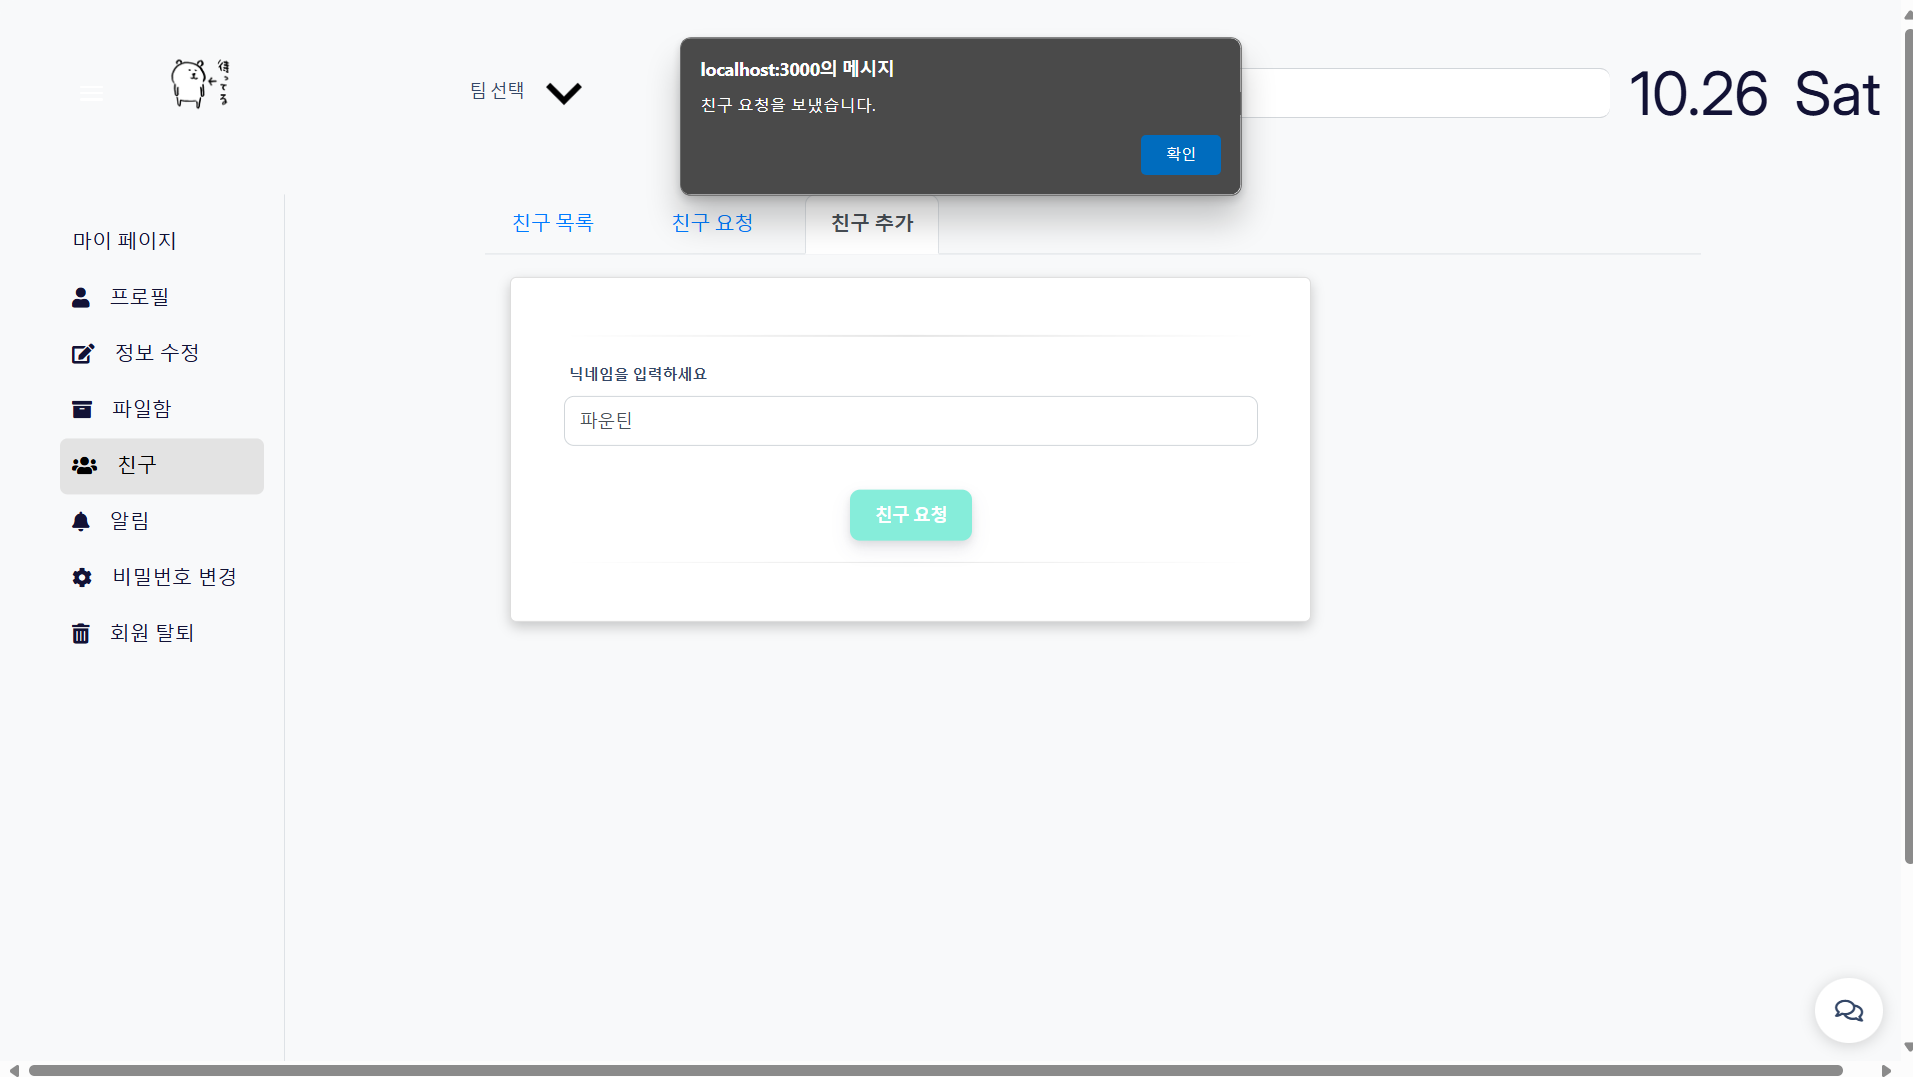 待ってる
팀 선택
localhost:3000의 메시지
친구 요청을 보냈습니다.
확인
10.26 Sat
마이 페이지
프로필
정보 수정
파일함
친구
알림
비밀번호 변경
회원 탈퇴
친구 목록
친구 요청
친구 추가
닉네임을 입력하세요
파운틴
친구 요청